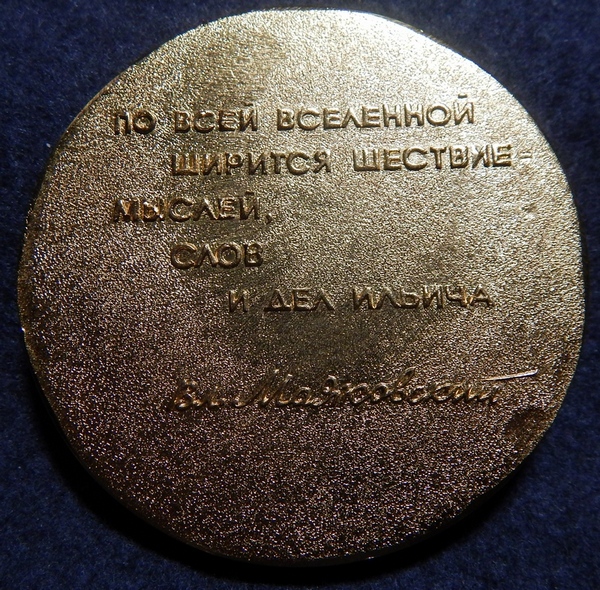 ПО ВСЕЙ ВСЕЛЕННОЙ
ШИРИТСЯ ШЕСТВИЕ -
МЫСЛЕЙ,
СЛОВ
И ДЕЛ ИЛЬИЧА
Вл. Маяковский